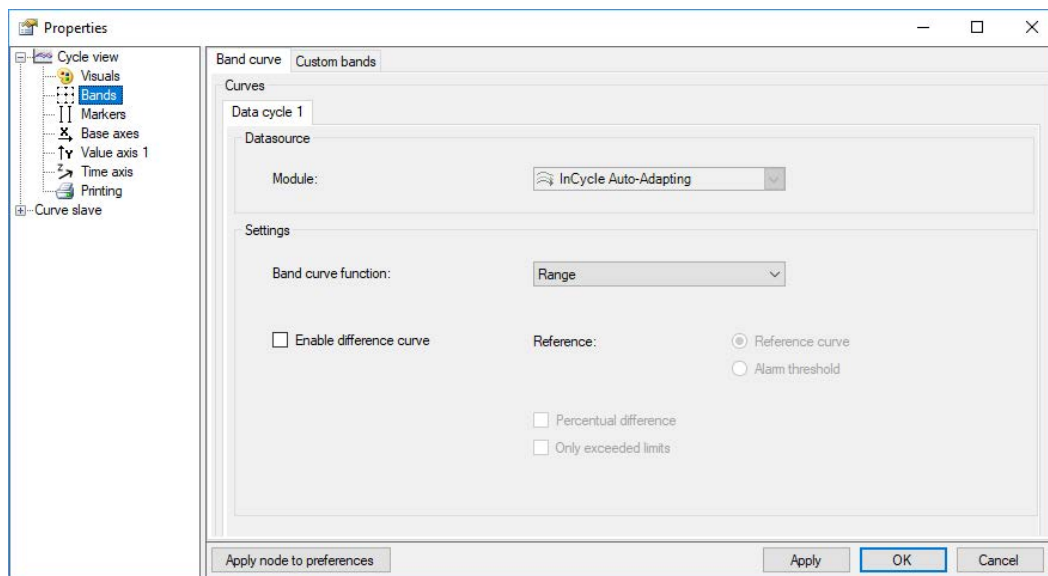 Properties
Cycle view
Visuals
Bands
Markers
X Base axes
Y Value axis 1
Z Time axis
Printing
Curve slave
Band curve Custom bands
Curves
Data cycle 1
Datasource
Module: InCycle Auto-Adapting
Settings
Band curve function: Range
Enable difference curve Reference: Reference curve
Alarm threshold
Percentual difference
Only exceeded limits
Apply node to preferences Apply OK Cancel